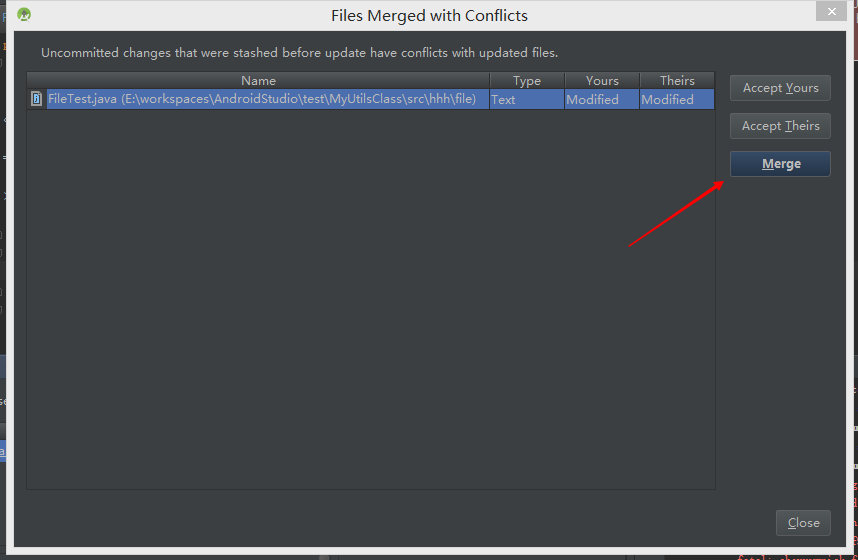 Files Merged with Conflicts
Uncommitted changes that were stashed before update have conflicts with updated files.
Name Type Yours Theirs
FileTest.java (E:\workspaces\AndroidStudio\test\MyUtilsClass\src\hhh\file) Text Modified Modified
Accept Yours
Accept Theirs
Merge
Close